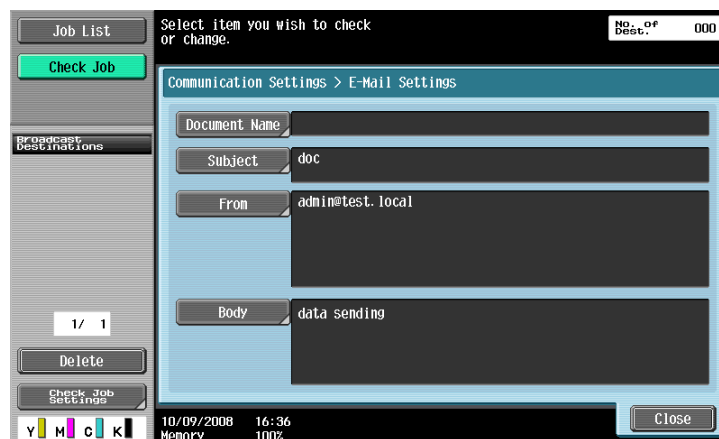 Job List
Check Job
Broadcast
Destinations
1/ 1
Delete
Check Job
Settings
Y M C K
Select item you wish to check
or change.
No. of
Dest. 000
Communication Settings > E-Mail Settings
Document Name
Subject doc
From admin@test.local
Body data sending
10/09/2008 16:36
Memory 100%
Close